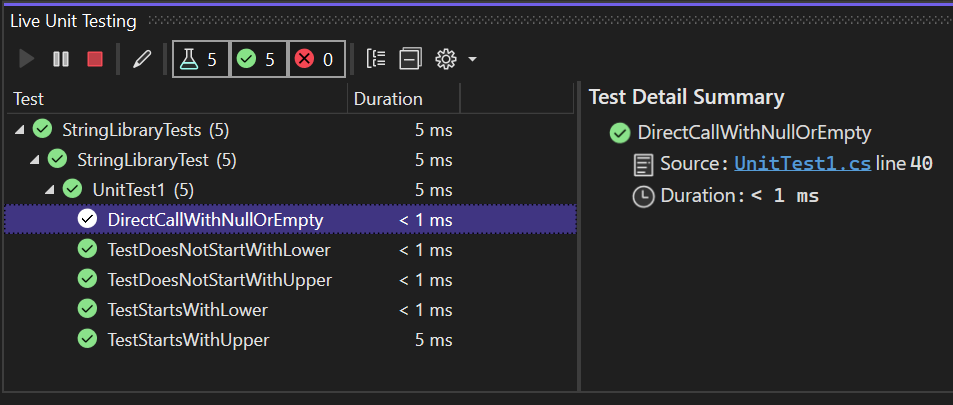 Live Unit Testing
5 5 0
Test Duration
StringLibraryTests (5) 5 ms
StringLibraryTest (5) 5 ms
UnitTest1 (5) 5 ms
DirectCallWithNullOrEmpty < 1 ms
TestDoesNotStartWithLower < 1 ms
TestDoesNotStartWithUpper < 1 ms
TestStartsWithLower < 1 ms
TestStartsWithUpper 5 ms
Test Detail Summary
DirectCallWithNullOrEmpty
Source: UnitTest1.cs line 40
Duration: < 1 ms